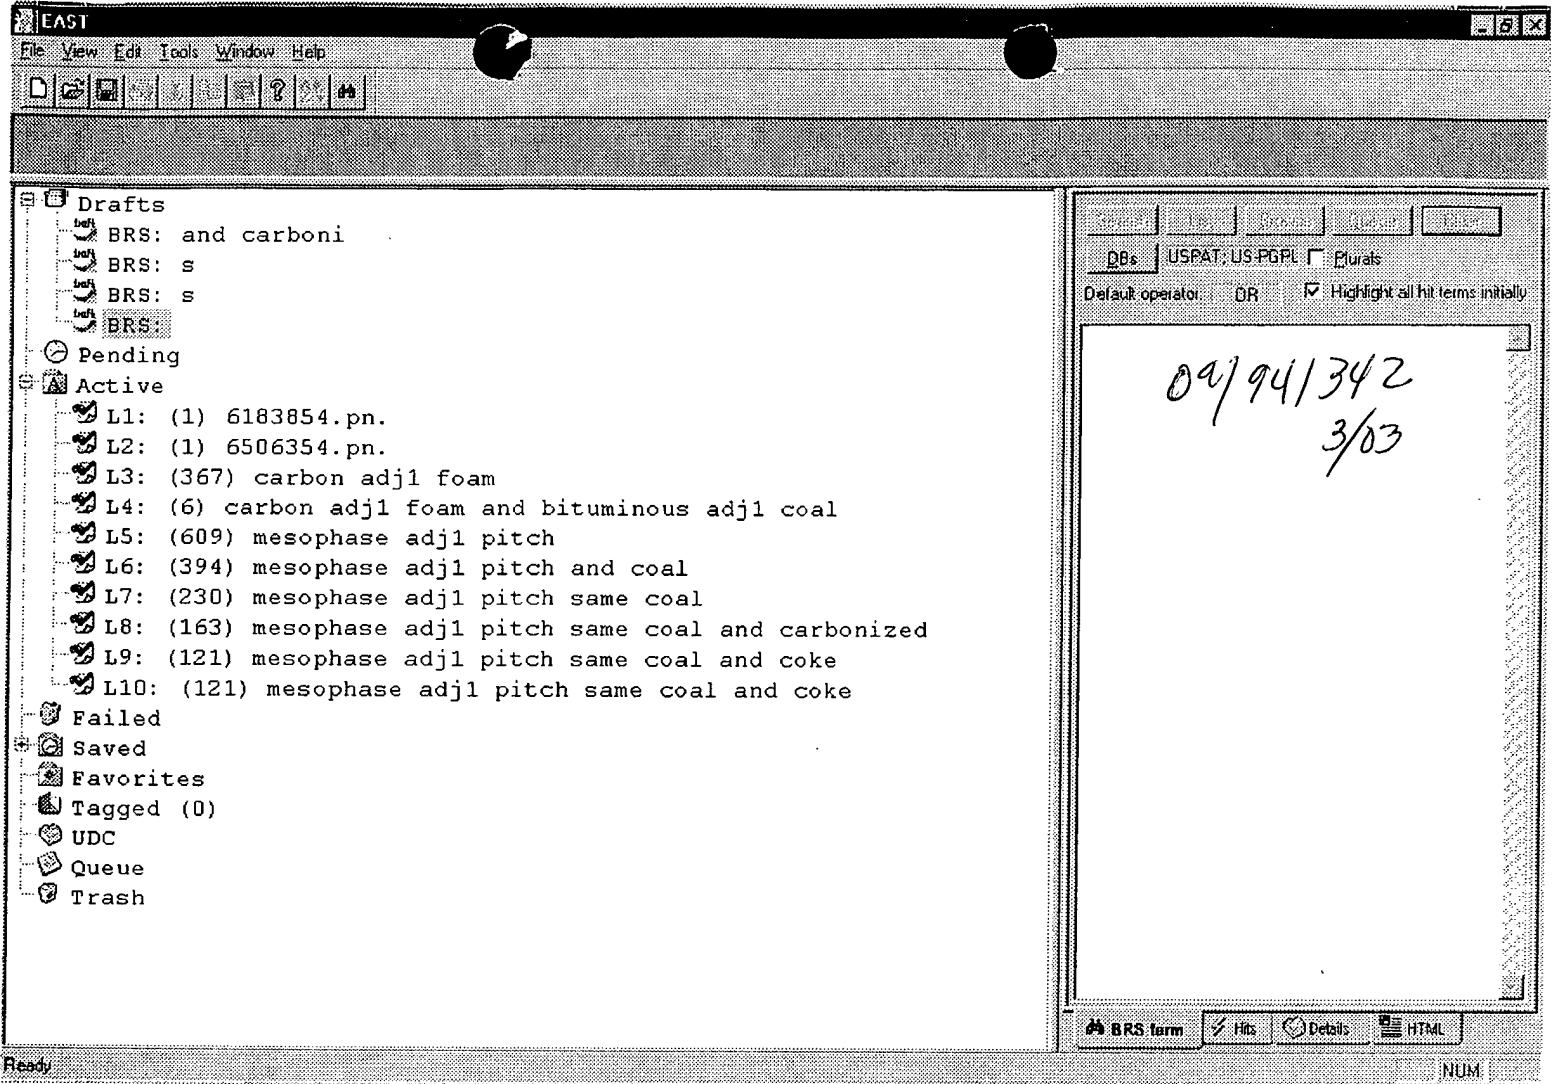 EAST
File View Edit Tools Window Help
Drafts
BRS: and carboni
BRS: s
BRS: s
BRS:
Pending
Active
L1: (1) 6183854.pn.
L2: (1) 6506354.pn.
L3: (367) carbon adj1 foam
L4: (6) carbon adj1 foam and bituminous adj1 coal
L5: (609) mesophase adj1 pitch
L6: (394) mesophase adj1 pitch and coal
L7: (230) mesophase adj1 pitch same coal
L8: (163) mesophase adj1 pitch same coal and carbonized
L9: (121) mesophase adj1 pitch same coal and coke
L10: (121) mesophase adj1 pitch same coal and coke
Failed
Saved
Favorites
Tagged (0)
UDC
Queue
Trash
DBs USPAT; US-PGPU Plurals
Default operator: OR Highlight all hit terms initially
09/941342
3/03
BRS form Hits Details HTML
Ready NUM